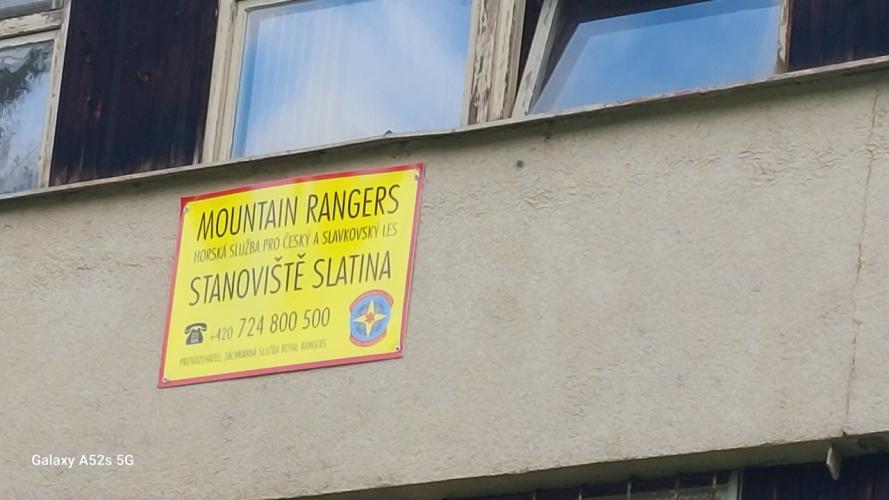 MOUNTAIN RANGERS
HORSKÁ SLUŽBA PRO ČESKÝ A SLAVKOVSKÝ LES
STANOVIŠTĚ SLATINA
+420 724 800 500
PROVOZOVATEL: ZÁCHRANNÁ SLUŽBA ROYAL RANGERS
Galaxy A52s 5G